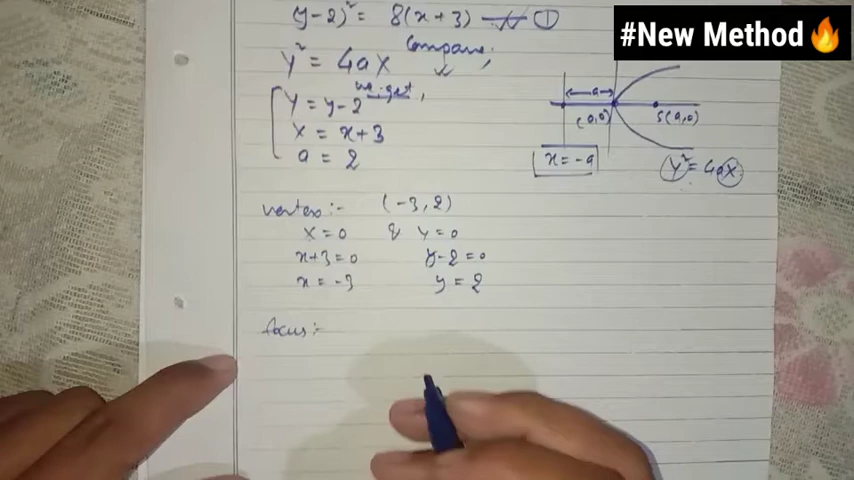 #New Method🔥
(y-2)² = 8(x+3) ①
Y² = 4aX Compare,
we get,
Y = y-2
X = x+3
a = 2
a
(0,0) S(a,0)
x = -a
Y² = 4aX
vertex:- (-3, 2)
X = 0 & Y = 0
x+3 = 0 y-2 = 0
x = -3 y = 2
focus:-